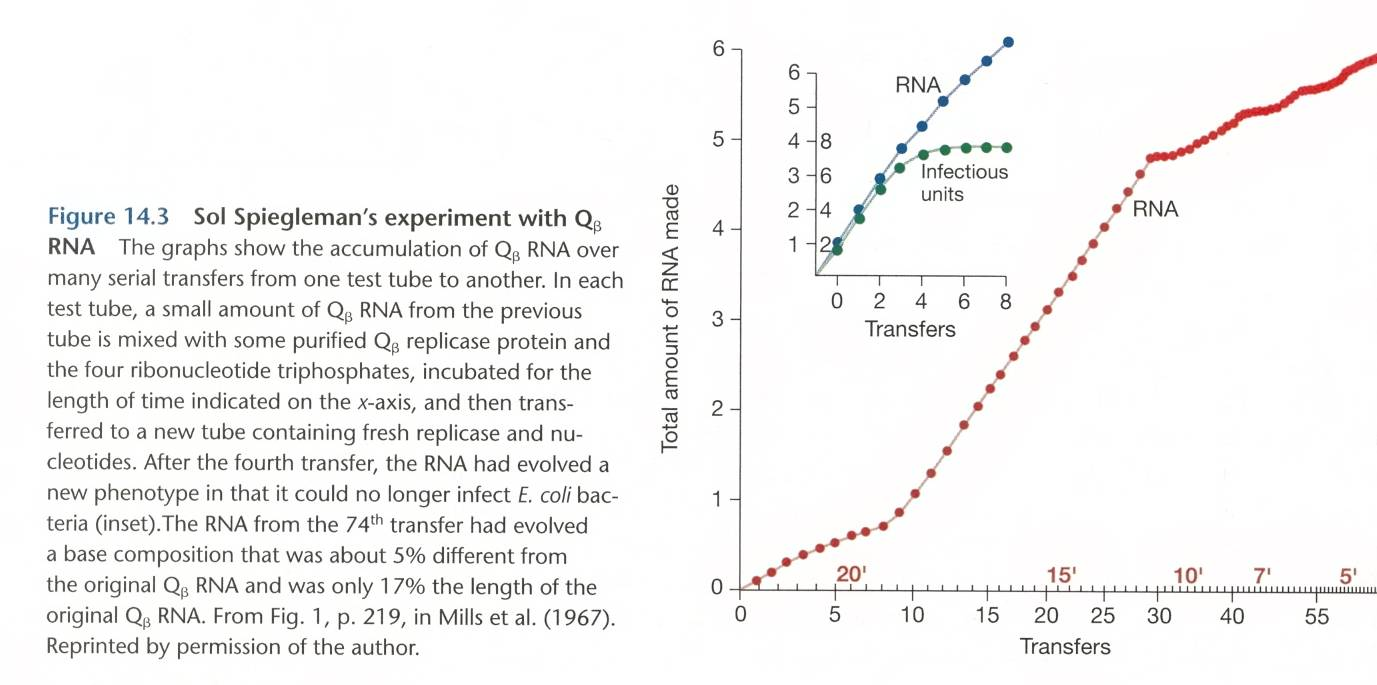 Figure 14.3 Sol Spiegleman's experiment with Qβ
RNA The graphs show the accumulation of Qβ RNA over
many serial transfers from one test tube to another. In each
test tube, a small amount of Qβ RNA from the previous
tube is mixed with some purified Qβ replicase protein and
the four ribonucleotide triphosphates, incubated for the
length of time indicated on the x-axis, and then trans-
ferred to a new tube containing fresh replicase and nu-
cleotides. After the fourth transfer, the RNA had evolved a
new phenotype in that it could no longer infect E. coli bac-
teria (inset).The RNA from the 74th transfer had evolved
a base composition that was about 5% different from
the original Qβ RNA and was only 17% the length of the
original Qβ RNA. From Fig. 1, p. 219, in Mills et al. (1967).
Reprinted by permission of the author.
Total amount of RNA made
6
5
4
3
2
1
0
6
5
4 8
3 6
2 4
1 2
RNA
Infectious
units
0 2 4 6 8
Transfers
RNA
20' 15' 10' 7' 5'
0 5 10 15 20 25 30 40 55
Transfers